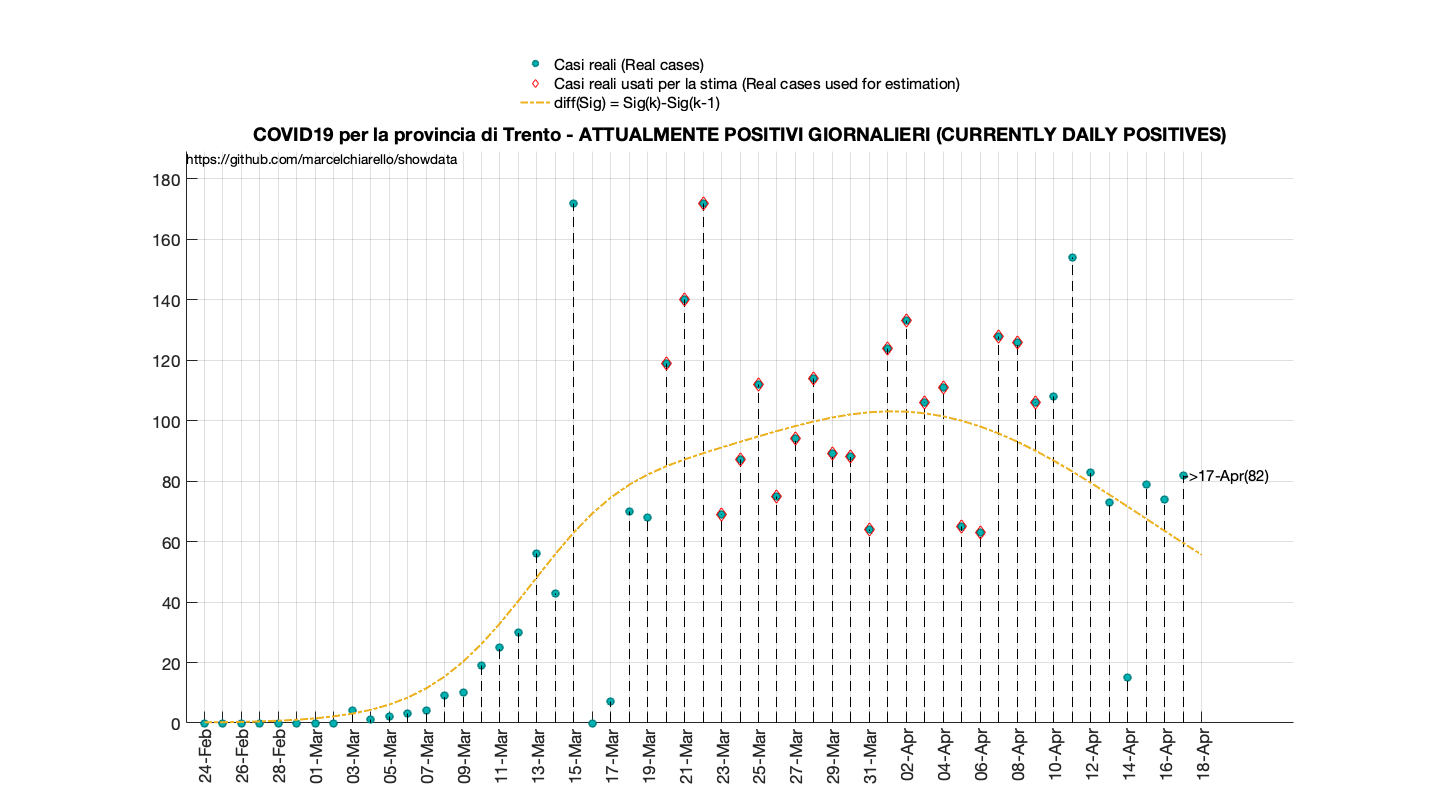 Casi reali (Real cases)
Casi reali usati per la stima (Real cases used for estimation)
diff(Sig) = Sig(k)-Sig(k-1)
COVID19 per la provincia di Trento - ATTUALMENTE POSITIVI GIORNALIERI (CURRENTLY DAILY POSITIVES)
https://github.com/marcelchiarello/showdata
180
160
140
120
100
80
60
40
20
0
->17-Apr(82)
24-Feb
26-Feb
28-Feb
01-Mar
03-Mar
05-Mar
07-Mar
09-Mar
11-Mar
13-Mar
15-Mar
17-Mar
19-Mar
21-Mar
23-Mar
25-Mar
27-Mar
29-Mar
31-Mar
02-Apr
04-Apr
06-Apr
08-Apr
10-Apr
12-Apr
14-Apr
16-Apr
18-Apr